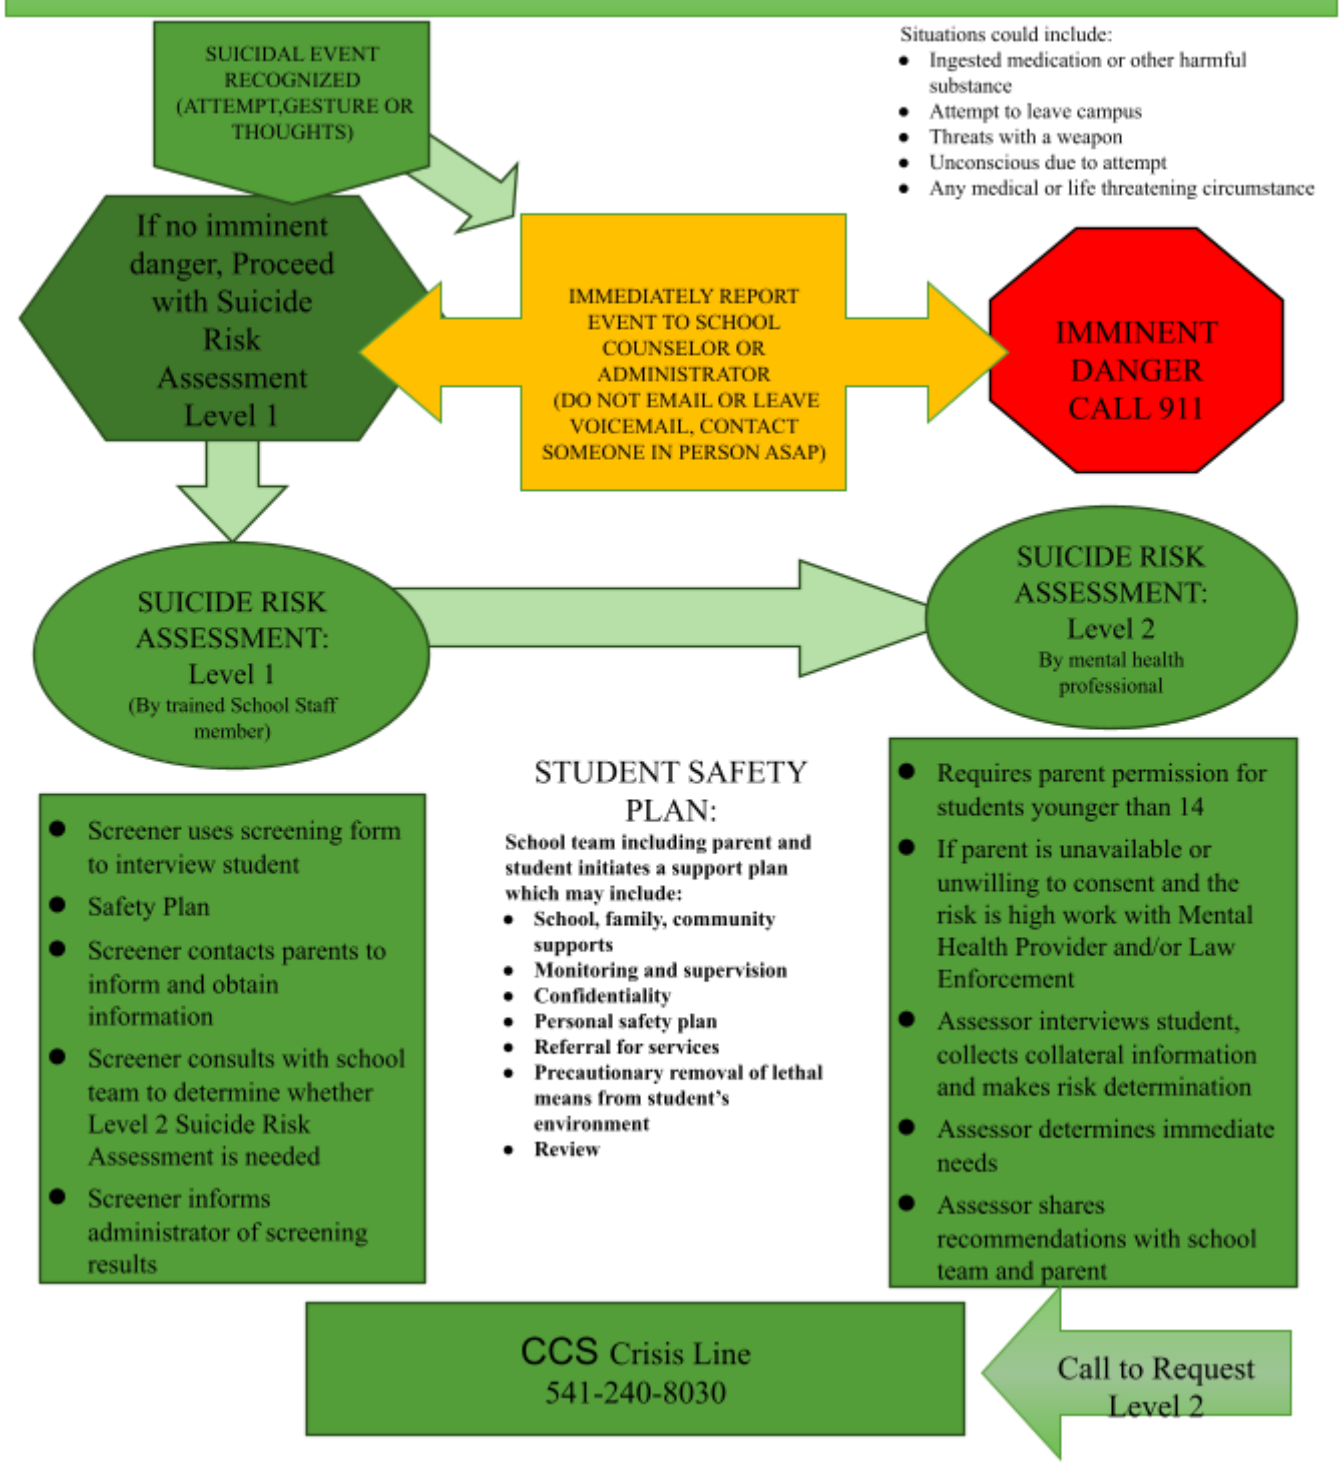 SUICIDAL EVENT
RECOGNIZED
(ATTEMPT,GESTURE OR
THOUGHTS)
Situations could include:
● Ingested medication or other harmful
substance
● Attempt to leave campus
● Threats with a weapon
● Unconscious due to attempt
● Any medical or life threatening circumstance
If no imminent
danger, Proceed
with Suicide
Risk
Assessment
Level 1
IMMEDIATELY REPORT
EVENT TO SCHOOL
COUNSELOR OR
ADMINISTRATOR
(DO NOT EMAIL OR LEAVE
VOICEMAIL, CONTACT
SOMEONE IN PERSON ASAP)
IMMINENT
DANGER
CALL 911
SUICIDE RISK
ASSESSMENT:
Level 1
(By trained School Staff
member)
SUICIDE RISK
ASSESSMENT:
Level 2
By mental health
professional
● Screener uses screening form
to interview student
● Safety Plan
● Screener contacts parents to
inform and obtain
information
● Screener consults with school
team to determine whether
Level 2 Suicide Risk
Assessment is needed
● Screener informs
administrator of screening
results
STUDENT SAFETY
PLAN:
School team including parent and
student initiates a support plan
which may include:
● School, family, community
supports
● Monitoring and supervision
● Confidentiality
● Personal safety plan
● Referral for services
● Precautionary removal of lethal
means from student’s
environment
● Review
● Requires parent permission for
students younger than 14
● If parent is unavailable or
unwilling to consent and the
risk is high work with Mental
Health Provider and/or Law
Enforcement
● Assessor interviews student,
collects collateral information
and makes risk determination
● Assessor determines immediate
needs
● Assessor shares
recommendations with school
team and parent
CCS Crisis Line
541-240-8030
Call to Request
Level 2